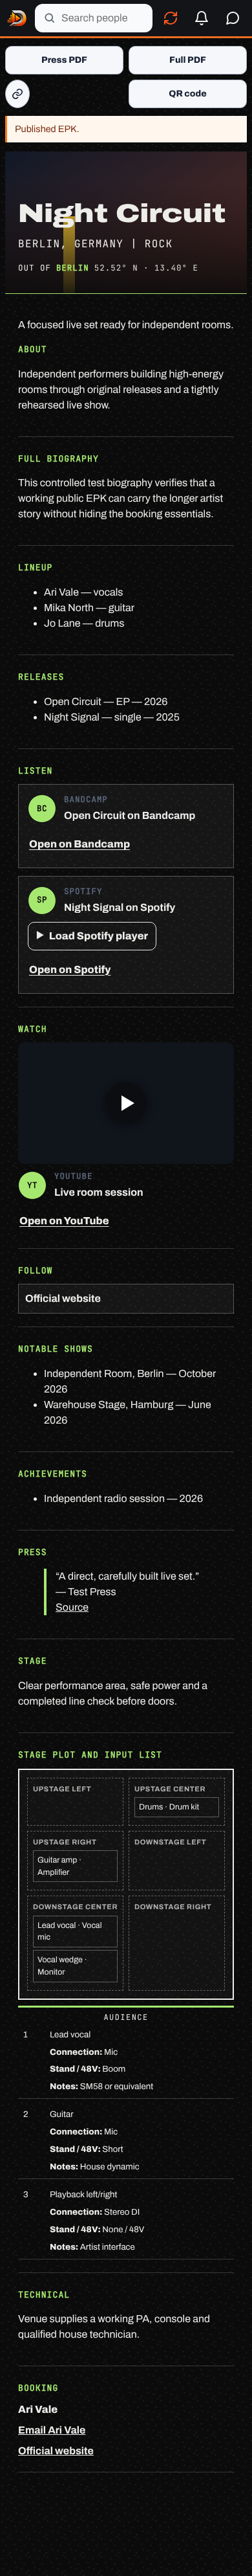 Search people
Press PDF
Full PDF
QR code
Published EPK.
Night Circuit
BERLIN, GERMANY | ROCK
OUT OF BERLIN 52.52° N · 13.40° E
A focused live set ready for independent rooms.
ABOUT
Independent performers building high-energy
rooms through original releases and a tightly
rehearsed live show.
FULL BIOGRAPHY
This controlled test biography verifies that a
working public EPK can carry the longer artist
story without hiding the booking essentials.
LINEUP
Ari Vale — vocals
Mika North — guitar
Jo Lane — drums
RELEASES
Open Circuit — EP — 2026
Night Signal — single — 2025
LISTEN
BC
BANDCAMP
Open Circuit on Bandcamp
Open on Bandcamp
SP
SPOTIFY
Night Signal on Spotify
Load Spotify player
Open on Spotify
WATCH
YT
YOUTUBE
Live room session
Open on YouTube
FOLLOW
Official website
NOTABLE SHOWS
Independent Room, Berlin — October
2026
Warehouse Stage, Hamburg — June
2026
ACHIEVEMENTS
Independent radio session — 2026
PRESS
“A direct, carefully built live set.”
— Test Press
Source
STAGE
Clear performance area, safe power and a
completed line check before doors.
STAGE PLOT AND INPUT LIST
UPSTAGE LEFT
UPSTAGE CENTER
Drums · Drum kit
UPSTAGE RIGHT
Guitar amp ·
Amplifier
DOWNSTAGE LEFT
DOWNSTAGE CENTER
Lead vocal · Vocal
mic
Vocal wedge ·
Monitor
DOWNSTAGE RIGHT
AUDIENCE
1 Lead vocal
Connection: Mic
Stand / 48V: Boom
Notes: SM58 or equivalent
2 Guitar
Connection: Mic
Stand / 48V: Short
Notes: House dynamic
3 Playback left/right
Connection: Stereo DI
Stand / 48V: None / 48V
Notes: Artist interface
TECHNICAL
Venue supplies a working PA, console and
qualified house technician.
BOOKING
Ari Vale
Email Ari Vale
Official website